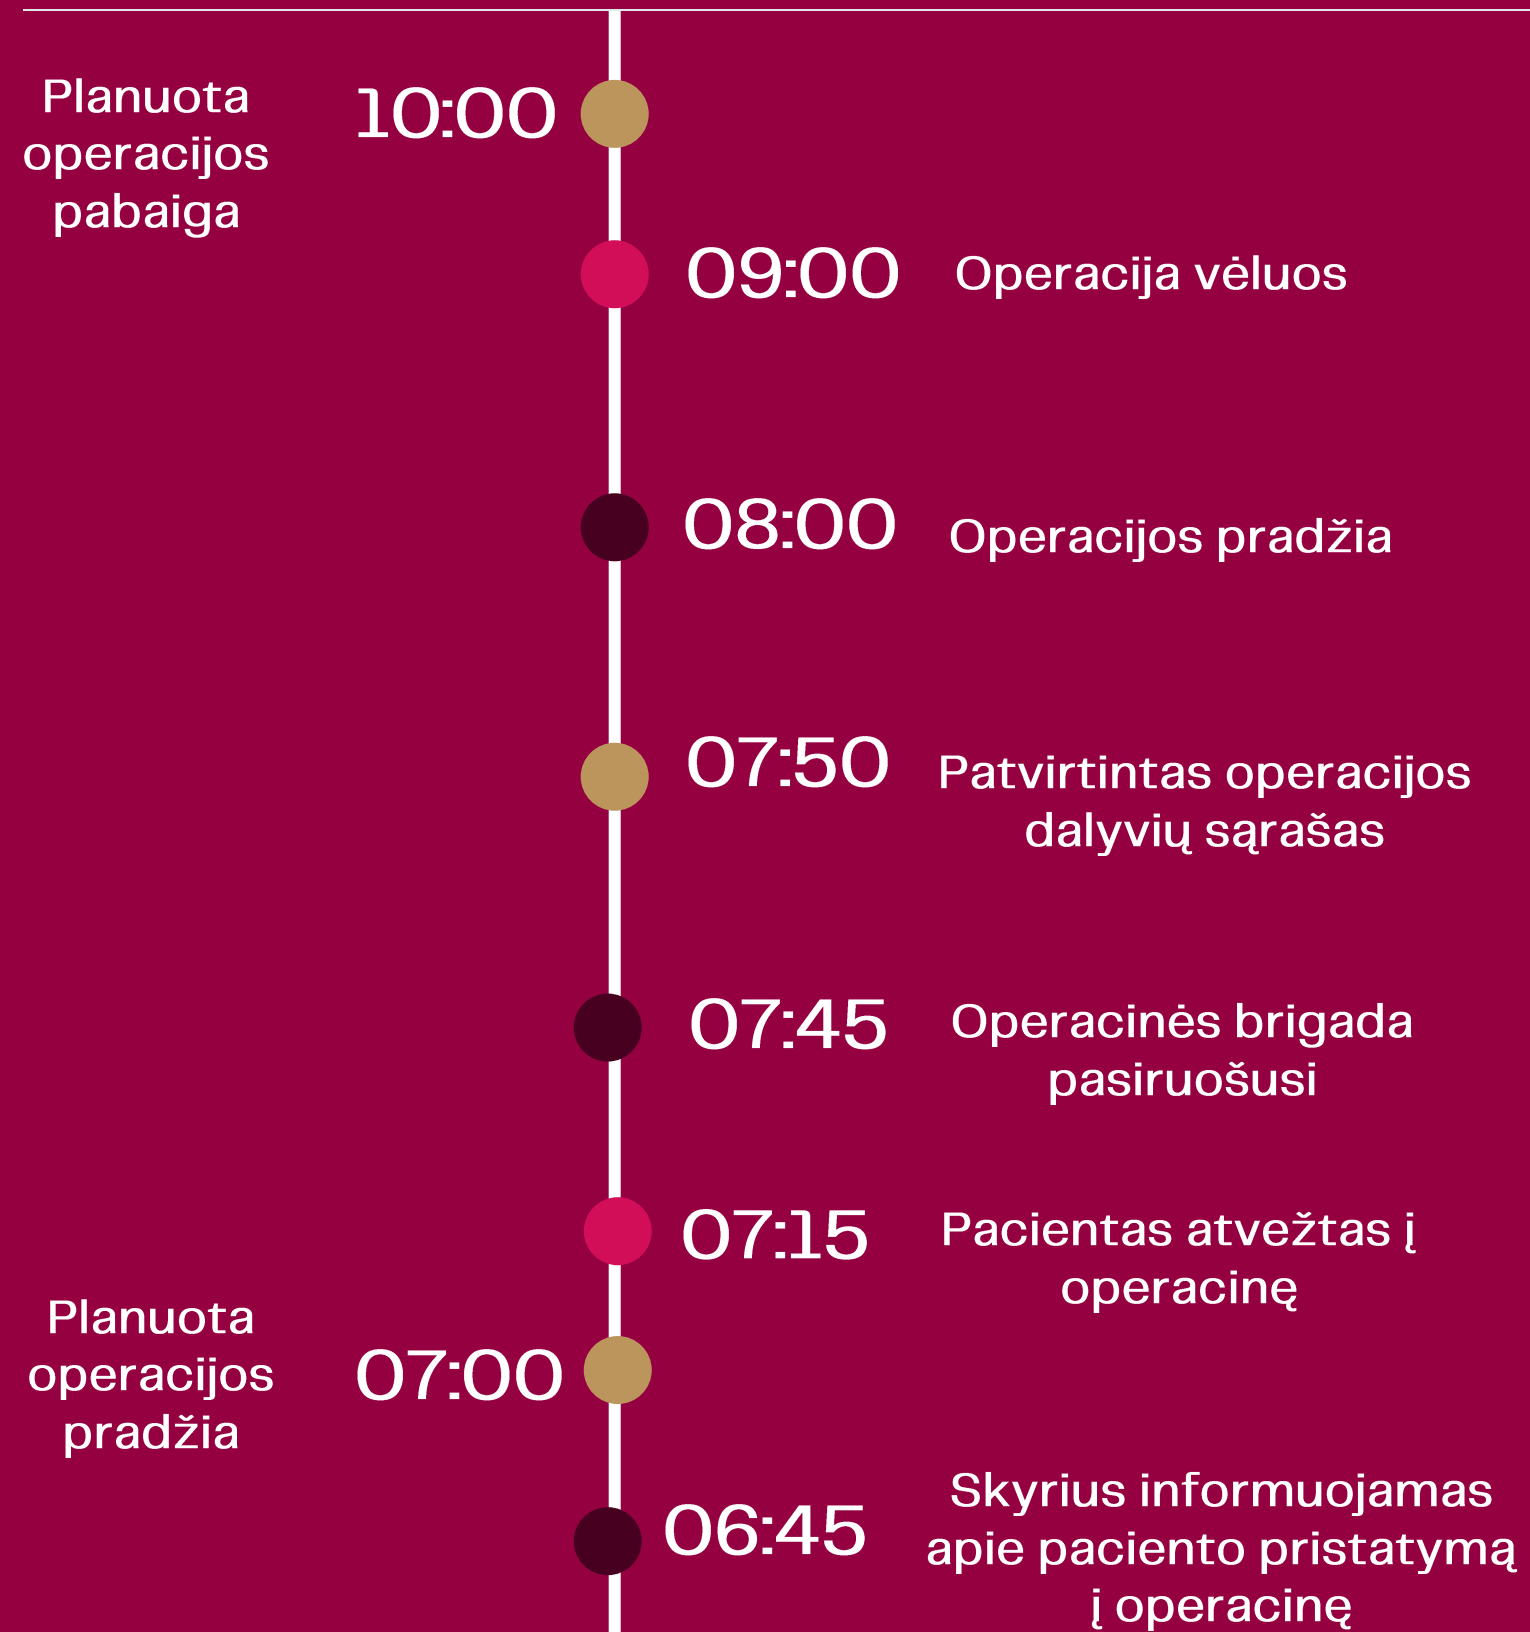 Planuota
operacijos
pabaiga
10:00
09:00
Operacija vėluos
08:00
Operacijos pradžia
07:50
Patvirtintas operacijos
dalyvių sąrašas
07:45
Operacinės brigada
pasiruošusi
07:15
Pacientas atvežtas į
operacinę
Planuota
operacijos
pradžia
07:00
06:45
Skyrius informuojamas
apie paciento pristatymą
į operacinę